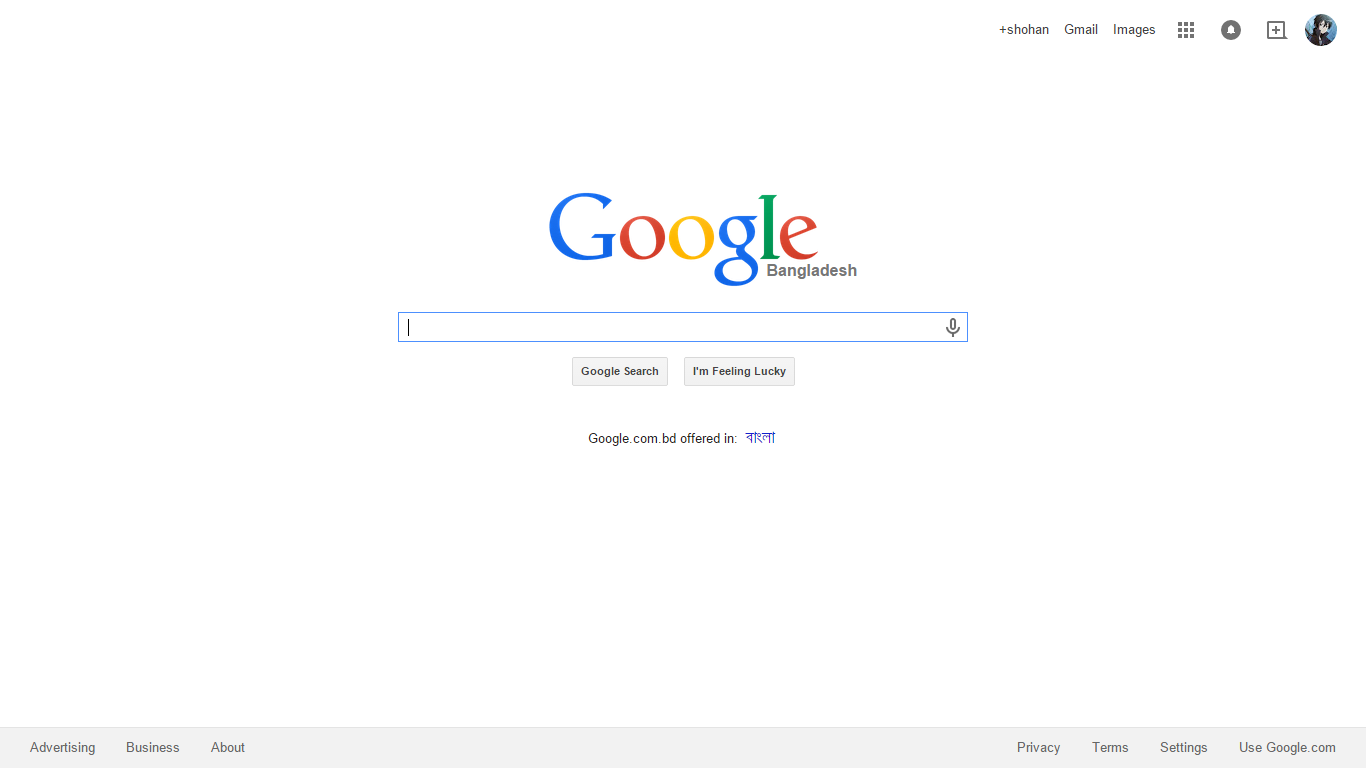 +shohan Gmail Images
Google
Bangladesh
Google Search I'm Feeling Lucky
Google.com.bd offered in: বাংলা
Advertising Business About Privacy Terms Settings Use Google.com